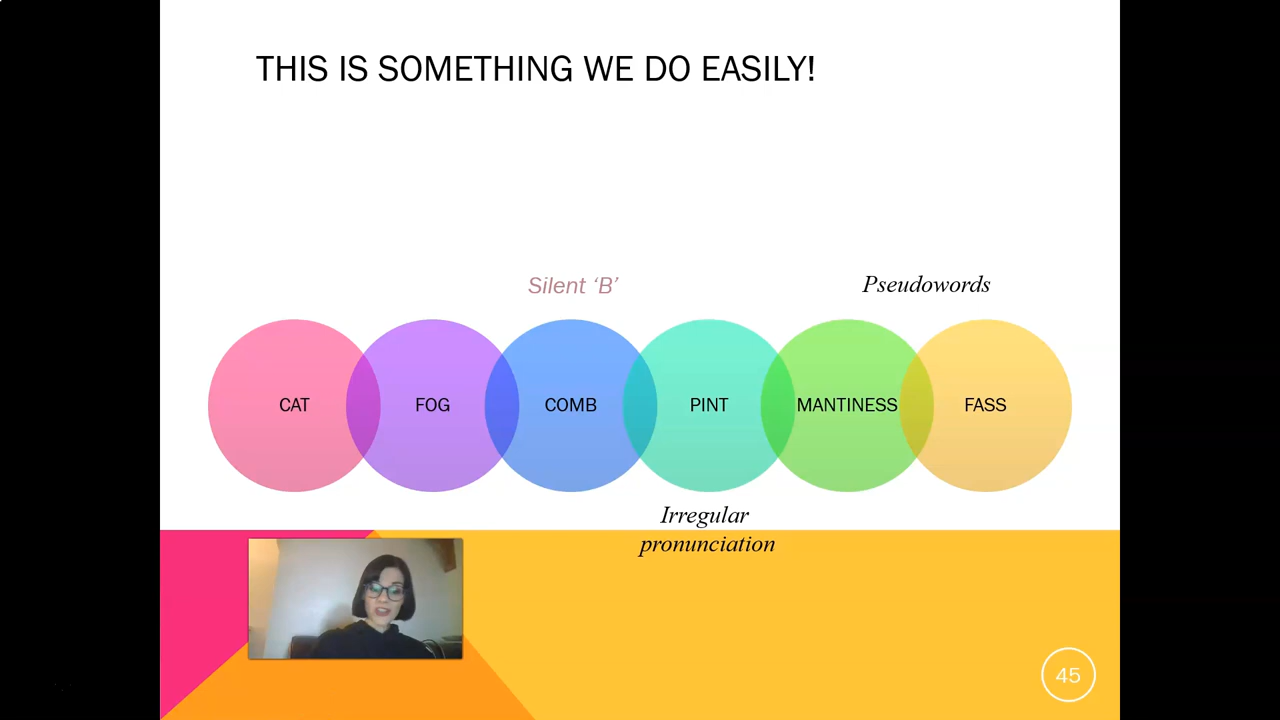 THIS IS SOMETHING WE DO EASILY!
Silent ‘B’
Pseudowords
CAT
FOG
COMB
PINT
MANTINESS
FASS
Irregular
pronunciation
45